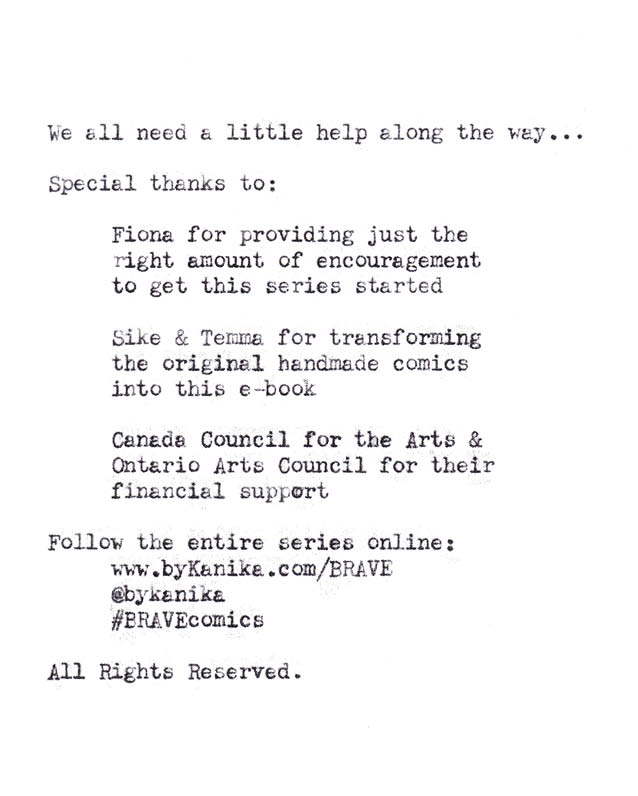 We all need a little help along the way...
Special thanks to:
Fiona for providing just the
right amount of encouragement
to get this series started
Sike & Temma for transforming
the original handmade comics
into this e-book
Canada Council for the Arts &
Ontario Arts Council for their
financial support
Follow the entire series online:
www.byKanika.com/BRAVE
@bykanika
#BRAVEcomics
All Rights Reserved.